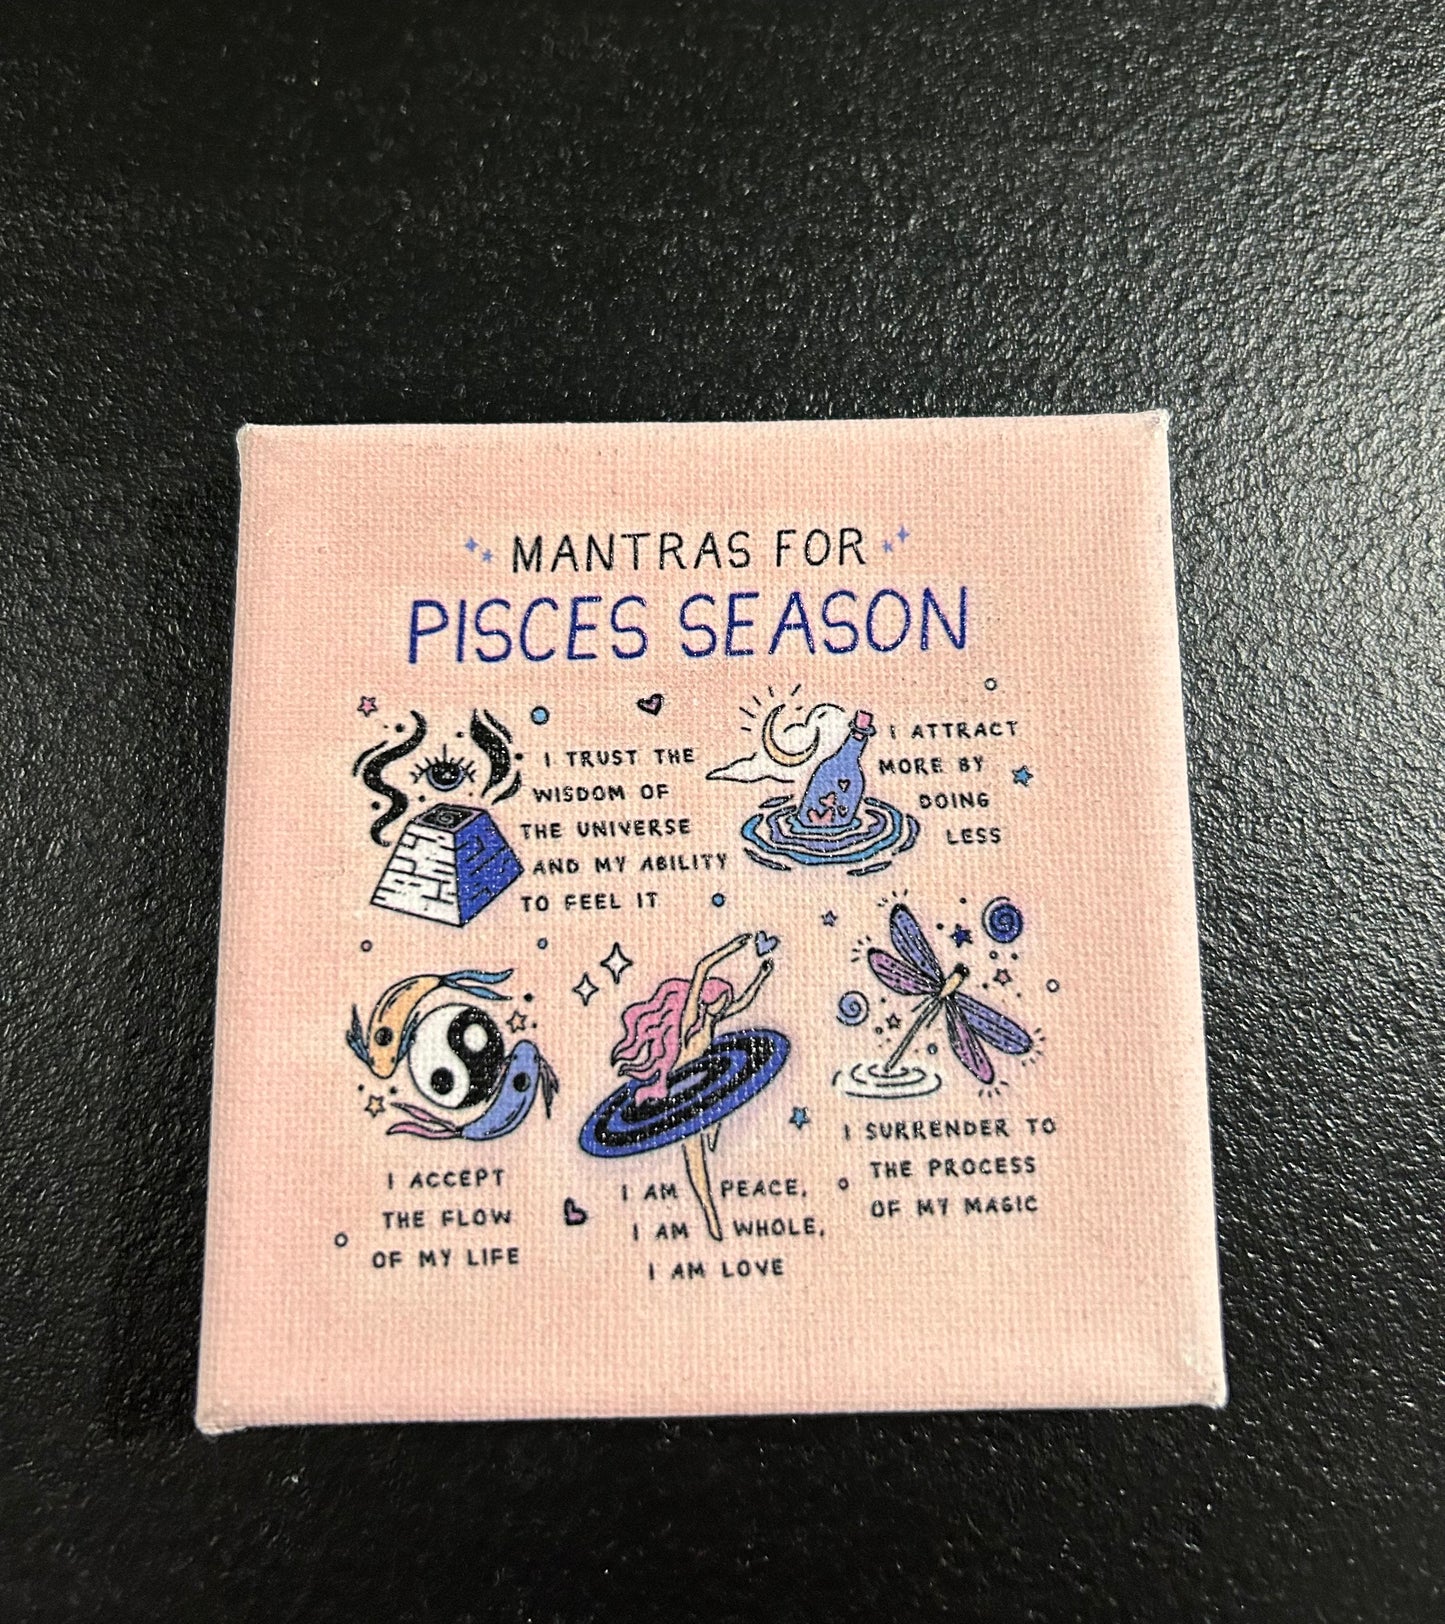 MANTRAS FOR
PISCES SEASON
I TRUST THE
WISDOM OF
THE UNIVERSE
AND MY ABILITY
TO FEEL IT
I ATTRACT
MORE BY
DOING
LESS
I ACCEPT
THE FLOW
OF MY LIFE
I AM PEACE,
I AM WHOLE,
I AM LOVE
I SURRENDER TO
THE PROCESS
OF MY MAGIC